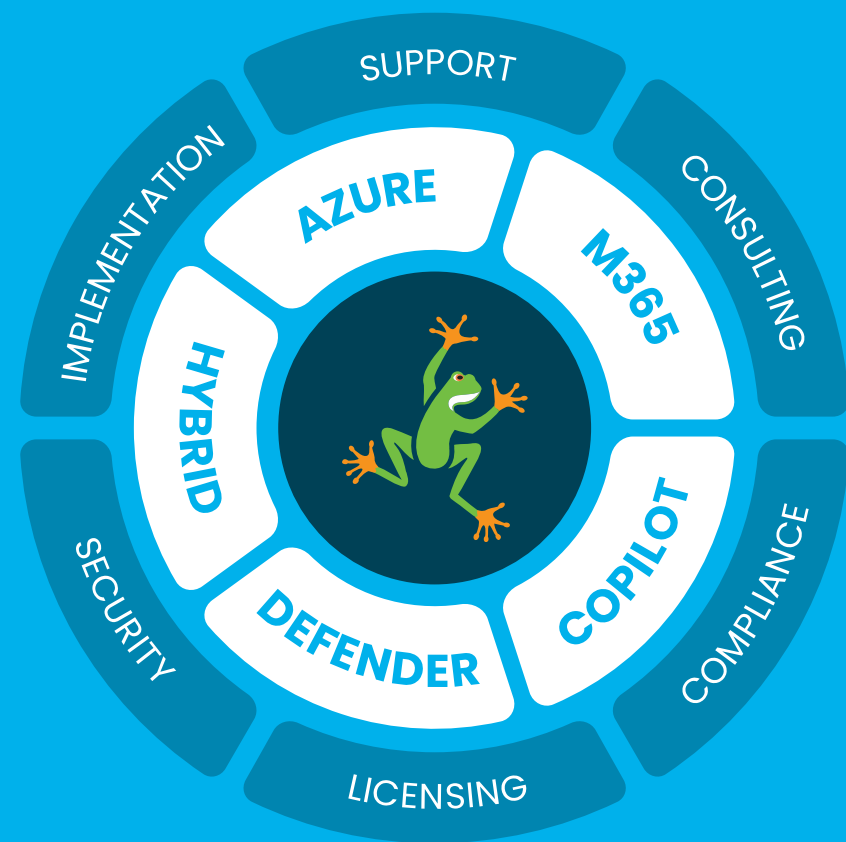 SUPPORT
CONSULTING
COMPLIANCE
LICENSING
SECURITY
IMPLEMENTATION
AZURE
M365
COPILOT
DEFENDER
HYBRID